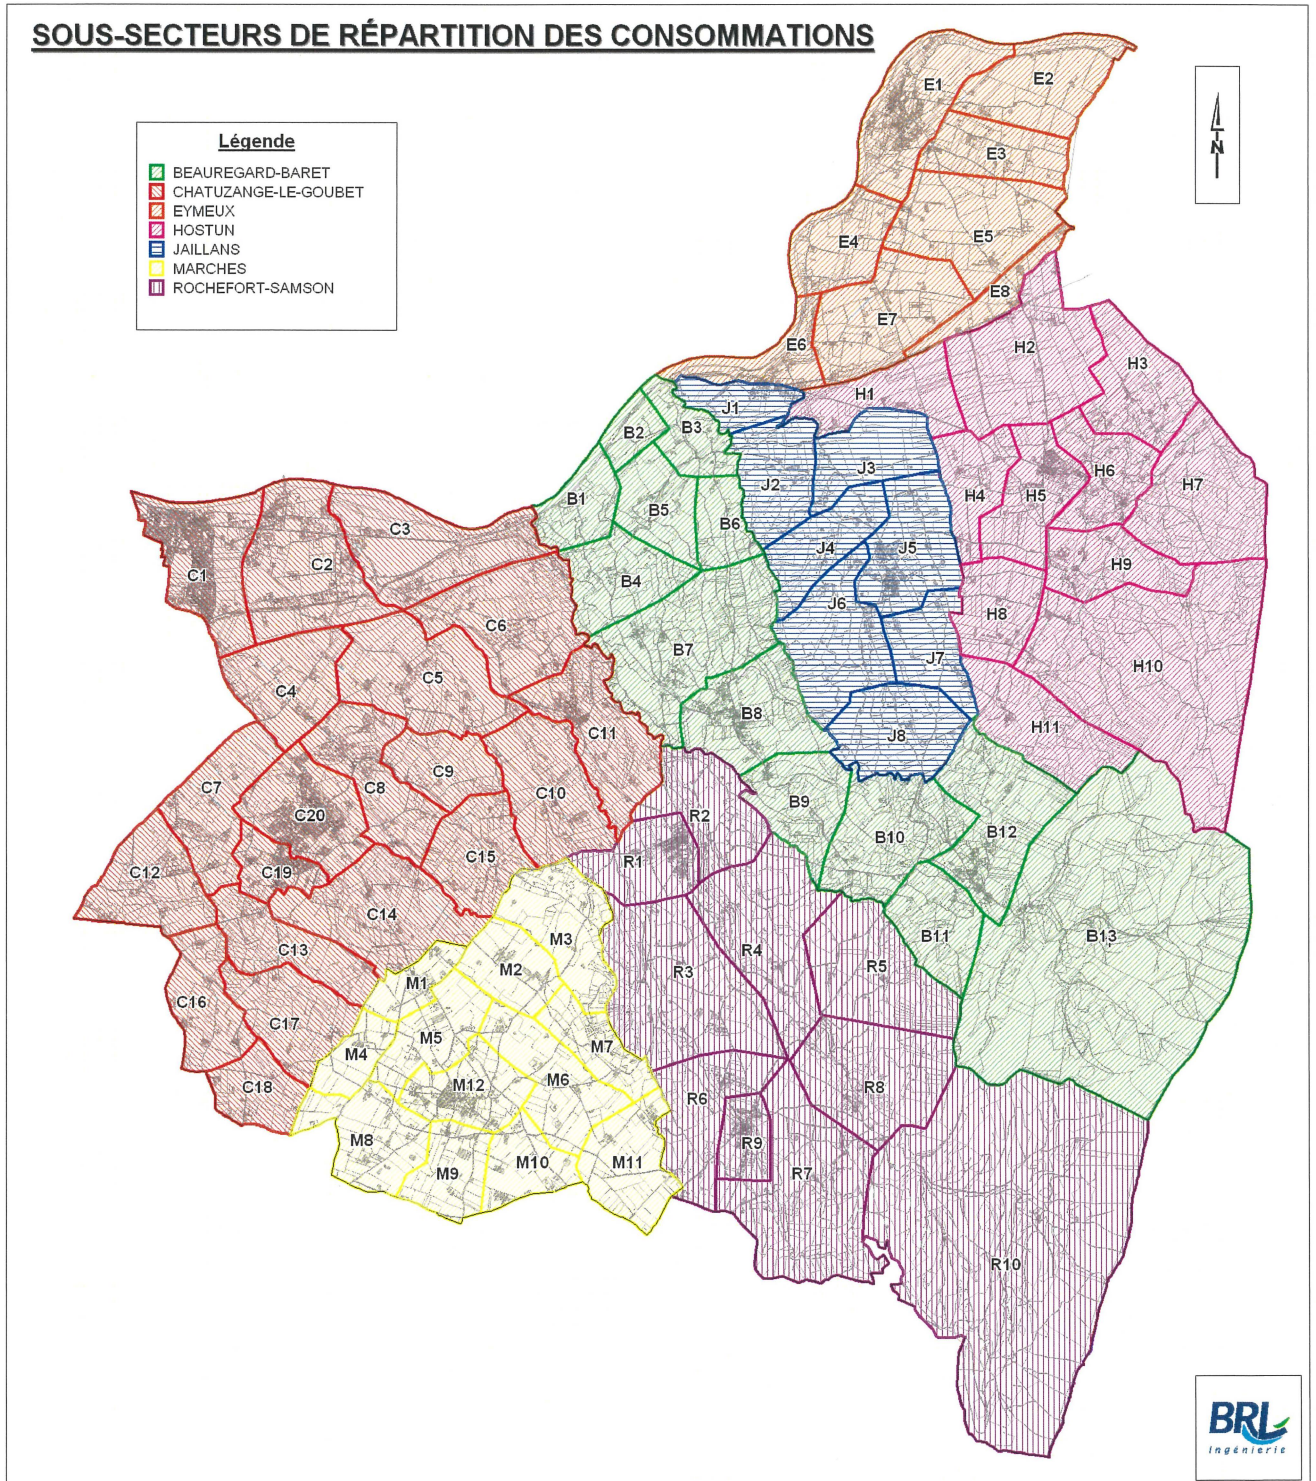 SOUS-SECTEURS DE RÉPARTITION DES CONSOMMATIONS
Légende
BEAUREGARD-BARET
CHATUZANGE-LE-GOUBET
EYMEUX
HOSTUN
JAILLANS
MARCHES
ROCHEFORT-SAMSON
N
E1
E2
E3
E4
E5
E8
E7
E6
H2
H3
H1
J1
B2
B3
J2
J3
H4
H5
H6
H7
C3
B1
B5
B6
C1
C2
J4
J5
H9
B4
J6
H8
C6
B7
J7
H10
C4
C5
B8
H11
C11
J8
C7
C8
C9
C10
B9
C20
R2
B10
B12
C12
C19
C15
R1
C14
C13
M3
R4
B11
B13
M2
R3
R5
M1
C16
C17
M5
M7
M4
C18
M12
M6
R6
R8
M8
R9
M9
M10
M11
R7
R10
BRL
Ingénierie